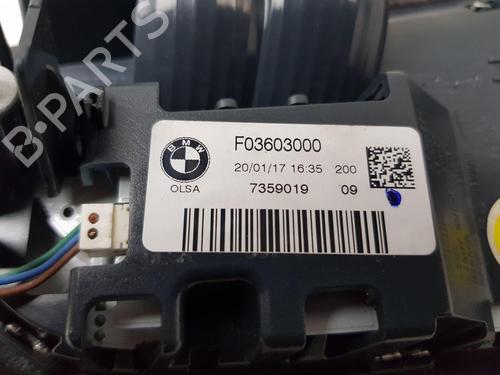 B-PARTS
BMW
OLSA
F03603000
20/01/17 16:35 200
7359019 09